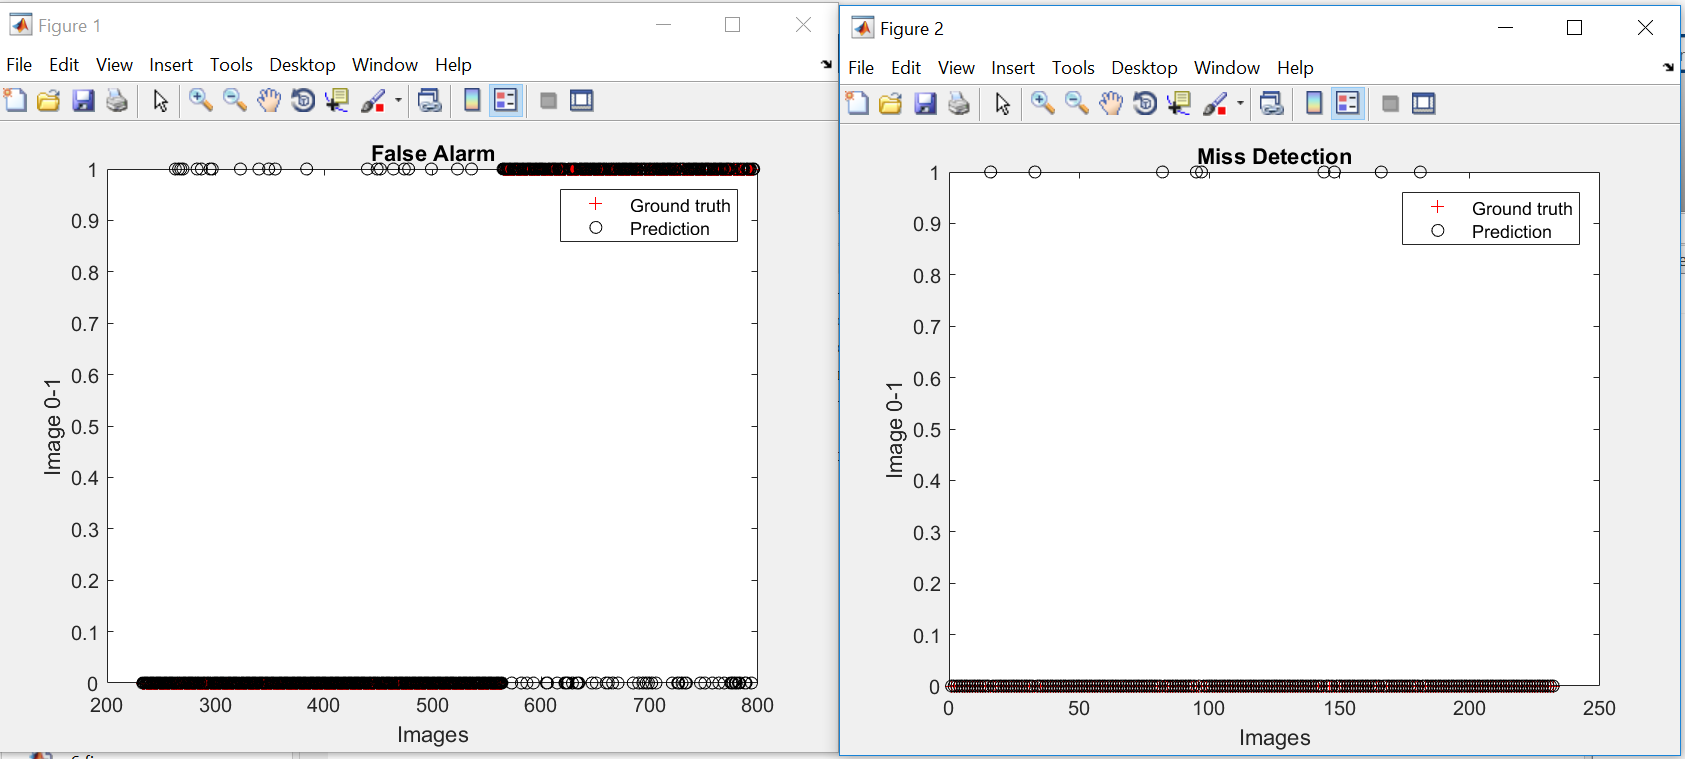 Figure 1
File Edit View Insert Tools Desktop Window Help
False Alarm
1
0.9
0.8
0.7
0.6
0.5
0.4
0.3
0.2
0.1
0
Image 0-1
Ground truth
Prediction
200 300 400 500 600 700 800
Images
Figure 2
File Edit View Insert Tools Desktop Window Help
Miss Detection
1
0.9
0.8
0.7
0.6
0.5
0.4
0.3
0.2
0.1
0
Image 0-1
Ground truth
Prediction
0 50 100 150 200 250
Images